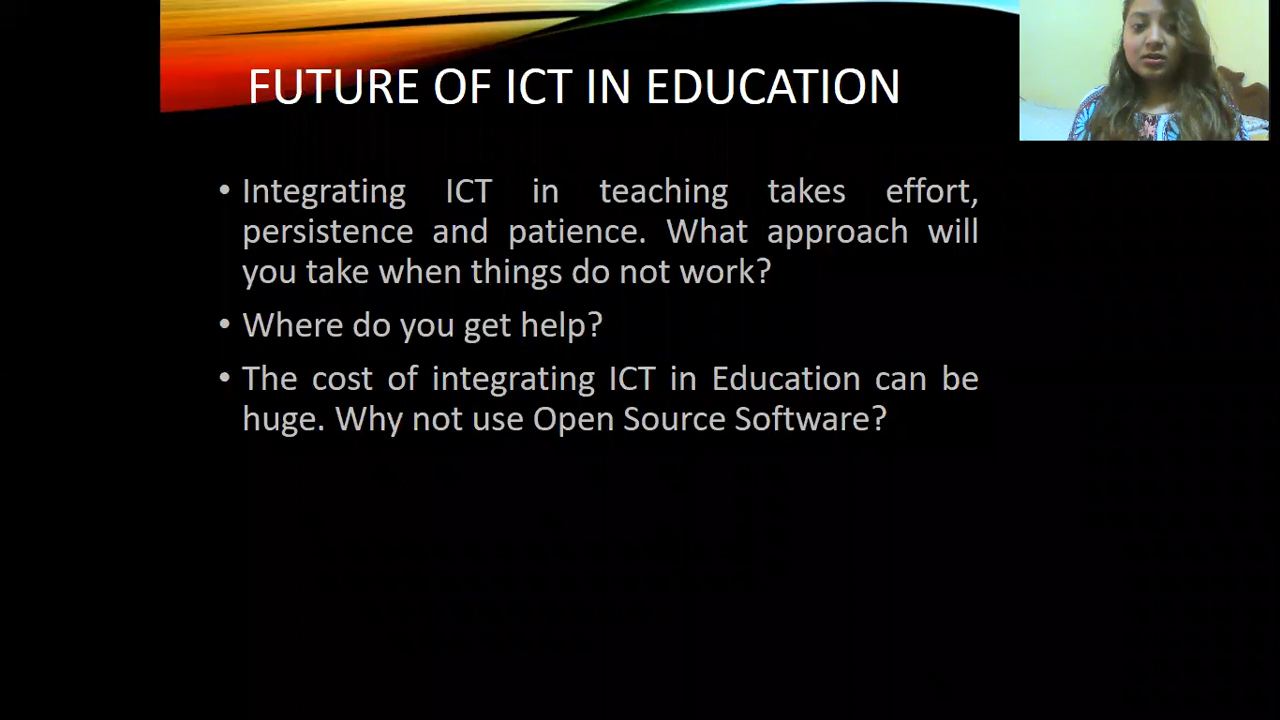 FUTURE OF ICT IN EDUCATION
• Integrating ICT in teaching takes effort,
persistence and patience. What approach will
you take when things do not work?
• Where do you get help?
• The cost of integrating ICT in Education can be
huge. Why not use Open Source Software?